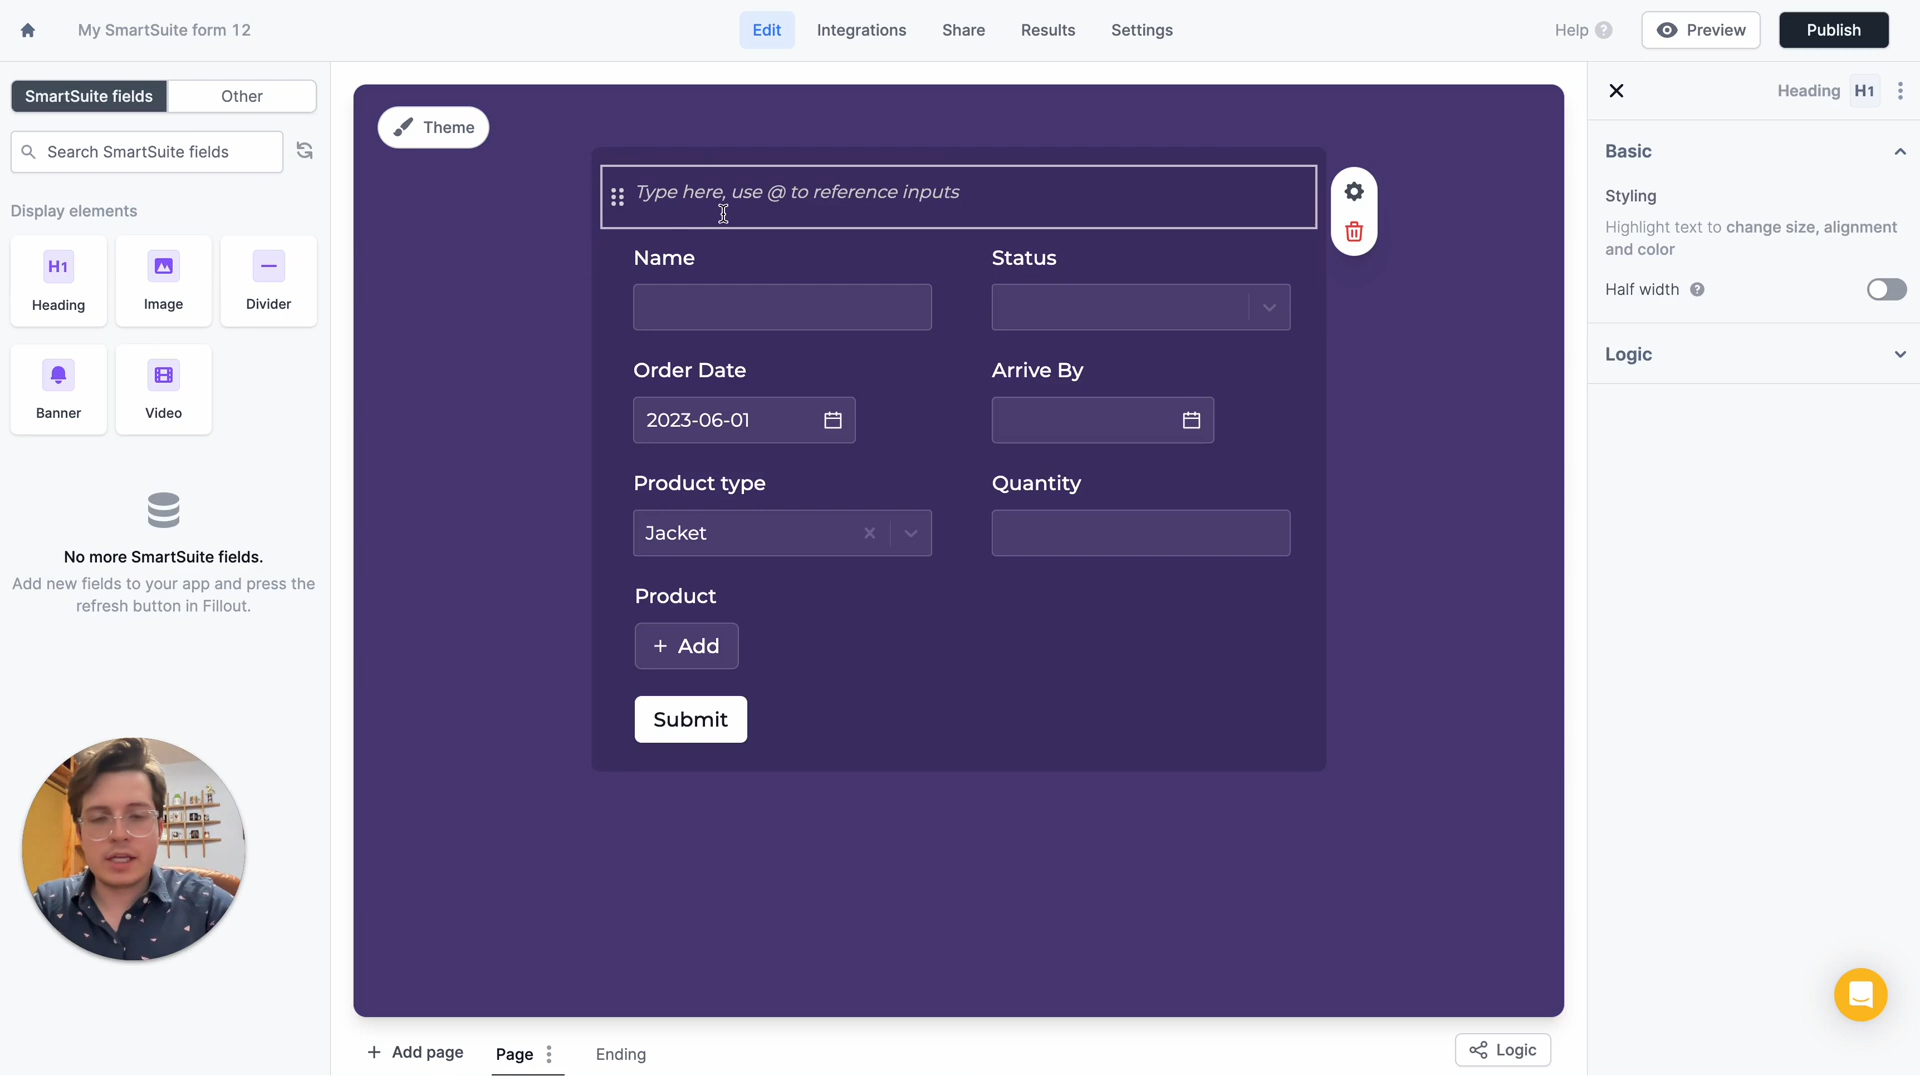 My SmartSuite form 12
Edit
Integrations
Share
Results
Settings
Help ?
Preview
Publish
SmartSuite fields
Other
Search SmartSuite fields
Display elements
H1
Heading
Image
Divider
Banner
Video
No more SmartSuite fields.
Add new fields to your app and press the
refresh button in Fillout.
Theme
Type here, use @ to reference inputs
Name
Status
Order Date
Arrive By
2023-06-01
Product type
Quantity
Jacket
Product
+ Add
Submit
+ Add page
Page
Ending
Logic
Heading H1
Basic
Styling
Highlight text to change size, alignment
and color
Half width ?
Logic